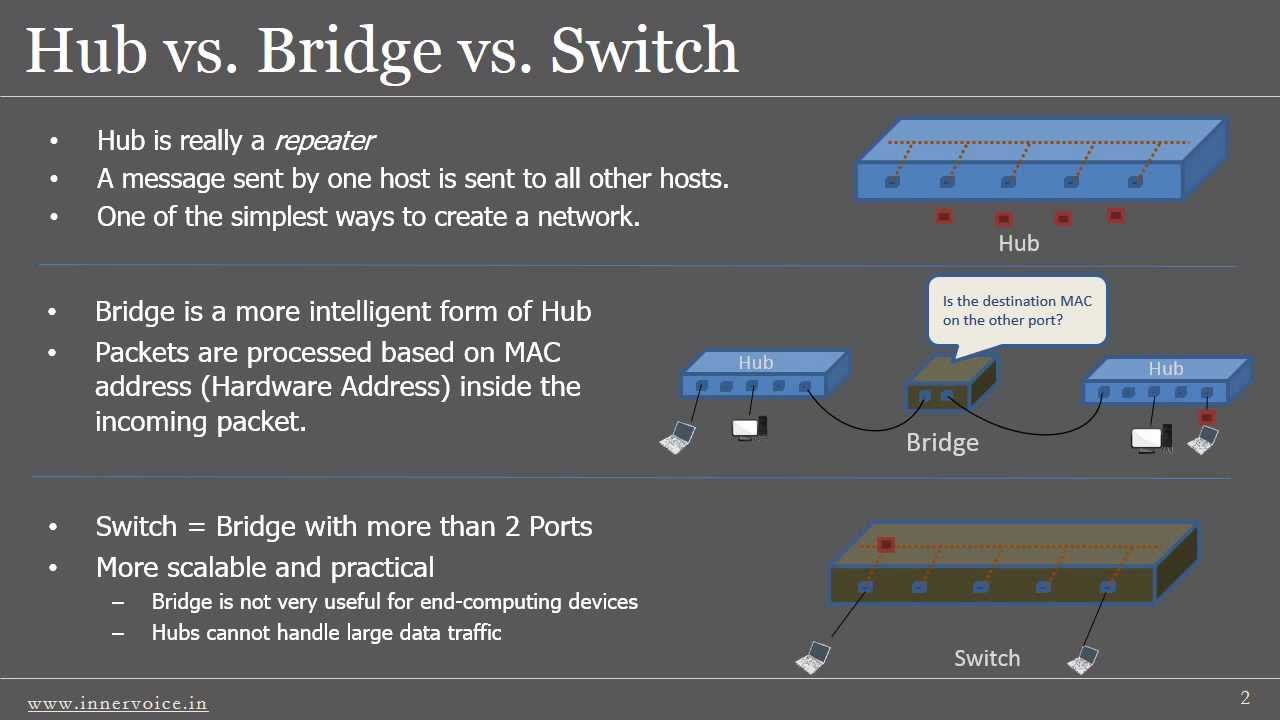 Hub vs. Bridge vs. Switch
• Hub is really a repeater
• A message sent by one host is sent to all other hosts.
• One of the simplest ways to create a network.
Hub
• Bridge is a more intelligent form of Hub
• Packets are processed based on MAC
address (Hardware Address) inside the
incoming packet.
Is the destination MAC
on the other port?
Hub
Hub
Bridge
• Switch = Bridge with more than 2 Ports
• More scalable and practical
– Bridge is not very useful for end-computing devices
– Hubs cannot handle large data traffic
Switch
www.innervoice.in
2